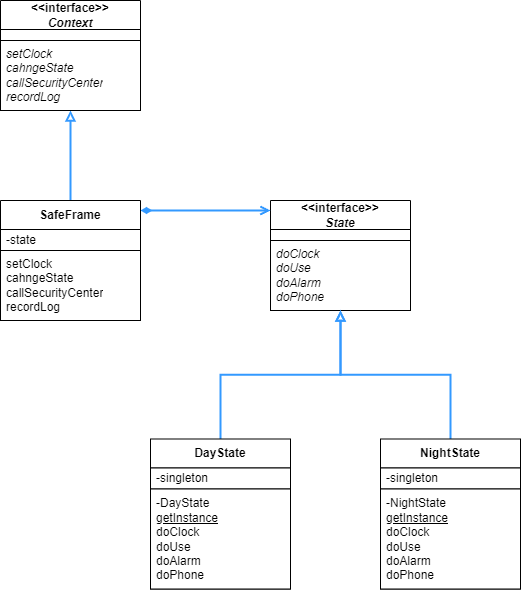 <<interface>>
Context
setClock
cahngeState
callSecurityCenter
recordLog
SafeFrame
-state
setClock
cahngeState
callSecurityCenter
recordLog
<<interface>>
State
doClock
doUse
doAlarm
doPhone
DayState
-singleton
-DayState
getInstance
doClock
doUse
doAlarm
doPhone
NightState
-singleton
-NightState
getInstance
doClock
doUse
doAlarm
doPhone